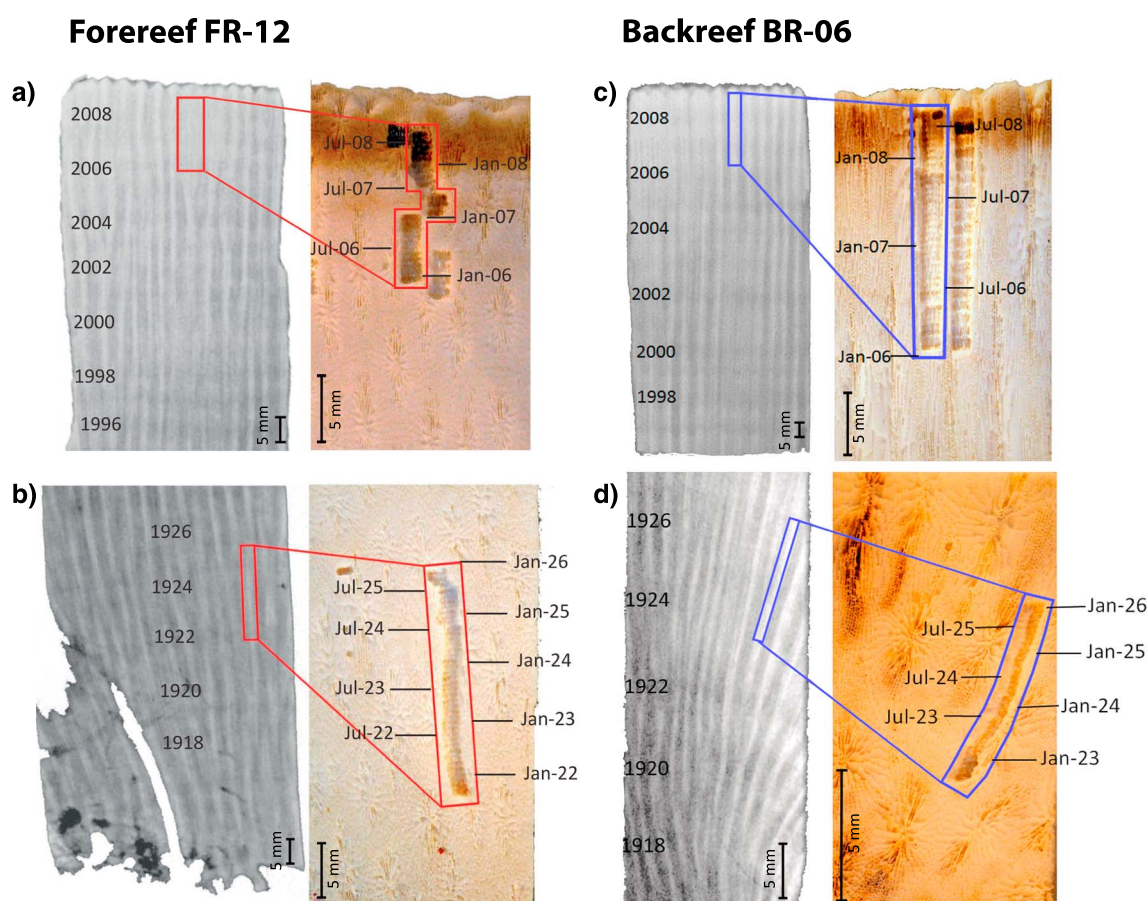 Forereef FR-12
Backreef BR-06
a)
2008
2006
2004
2002
2000
1998
1996
5 mm
Jul-08
Jan-08
Jul-07
Jan-07
Jul-06
Jan-06
5 mm
c)
2008
2006
2004
2002
2000
1998
5 mm
Jul-08
Jan-08
Jul-07
Jan-07
Jul-06
Jan-06
5 mm
b)
1926
1924
1922
1920
1918
5 mm
Jan-26
Jul-25
Jan-25
Jul-24
Jan-24
Jul-23
Jan-23
Jul-22
Jan-22
5 mm
d)
1926
1924
1922
1920
1918
5 mm
Jan-26
Jul-25
Jan-25
Jul-24
Jan-24
Jul-23
Jan-23
5 mm